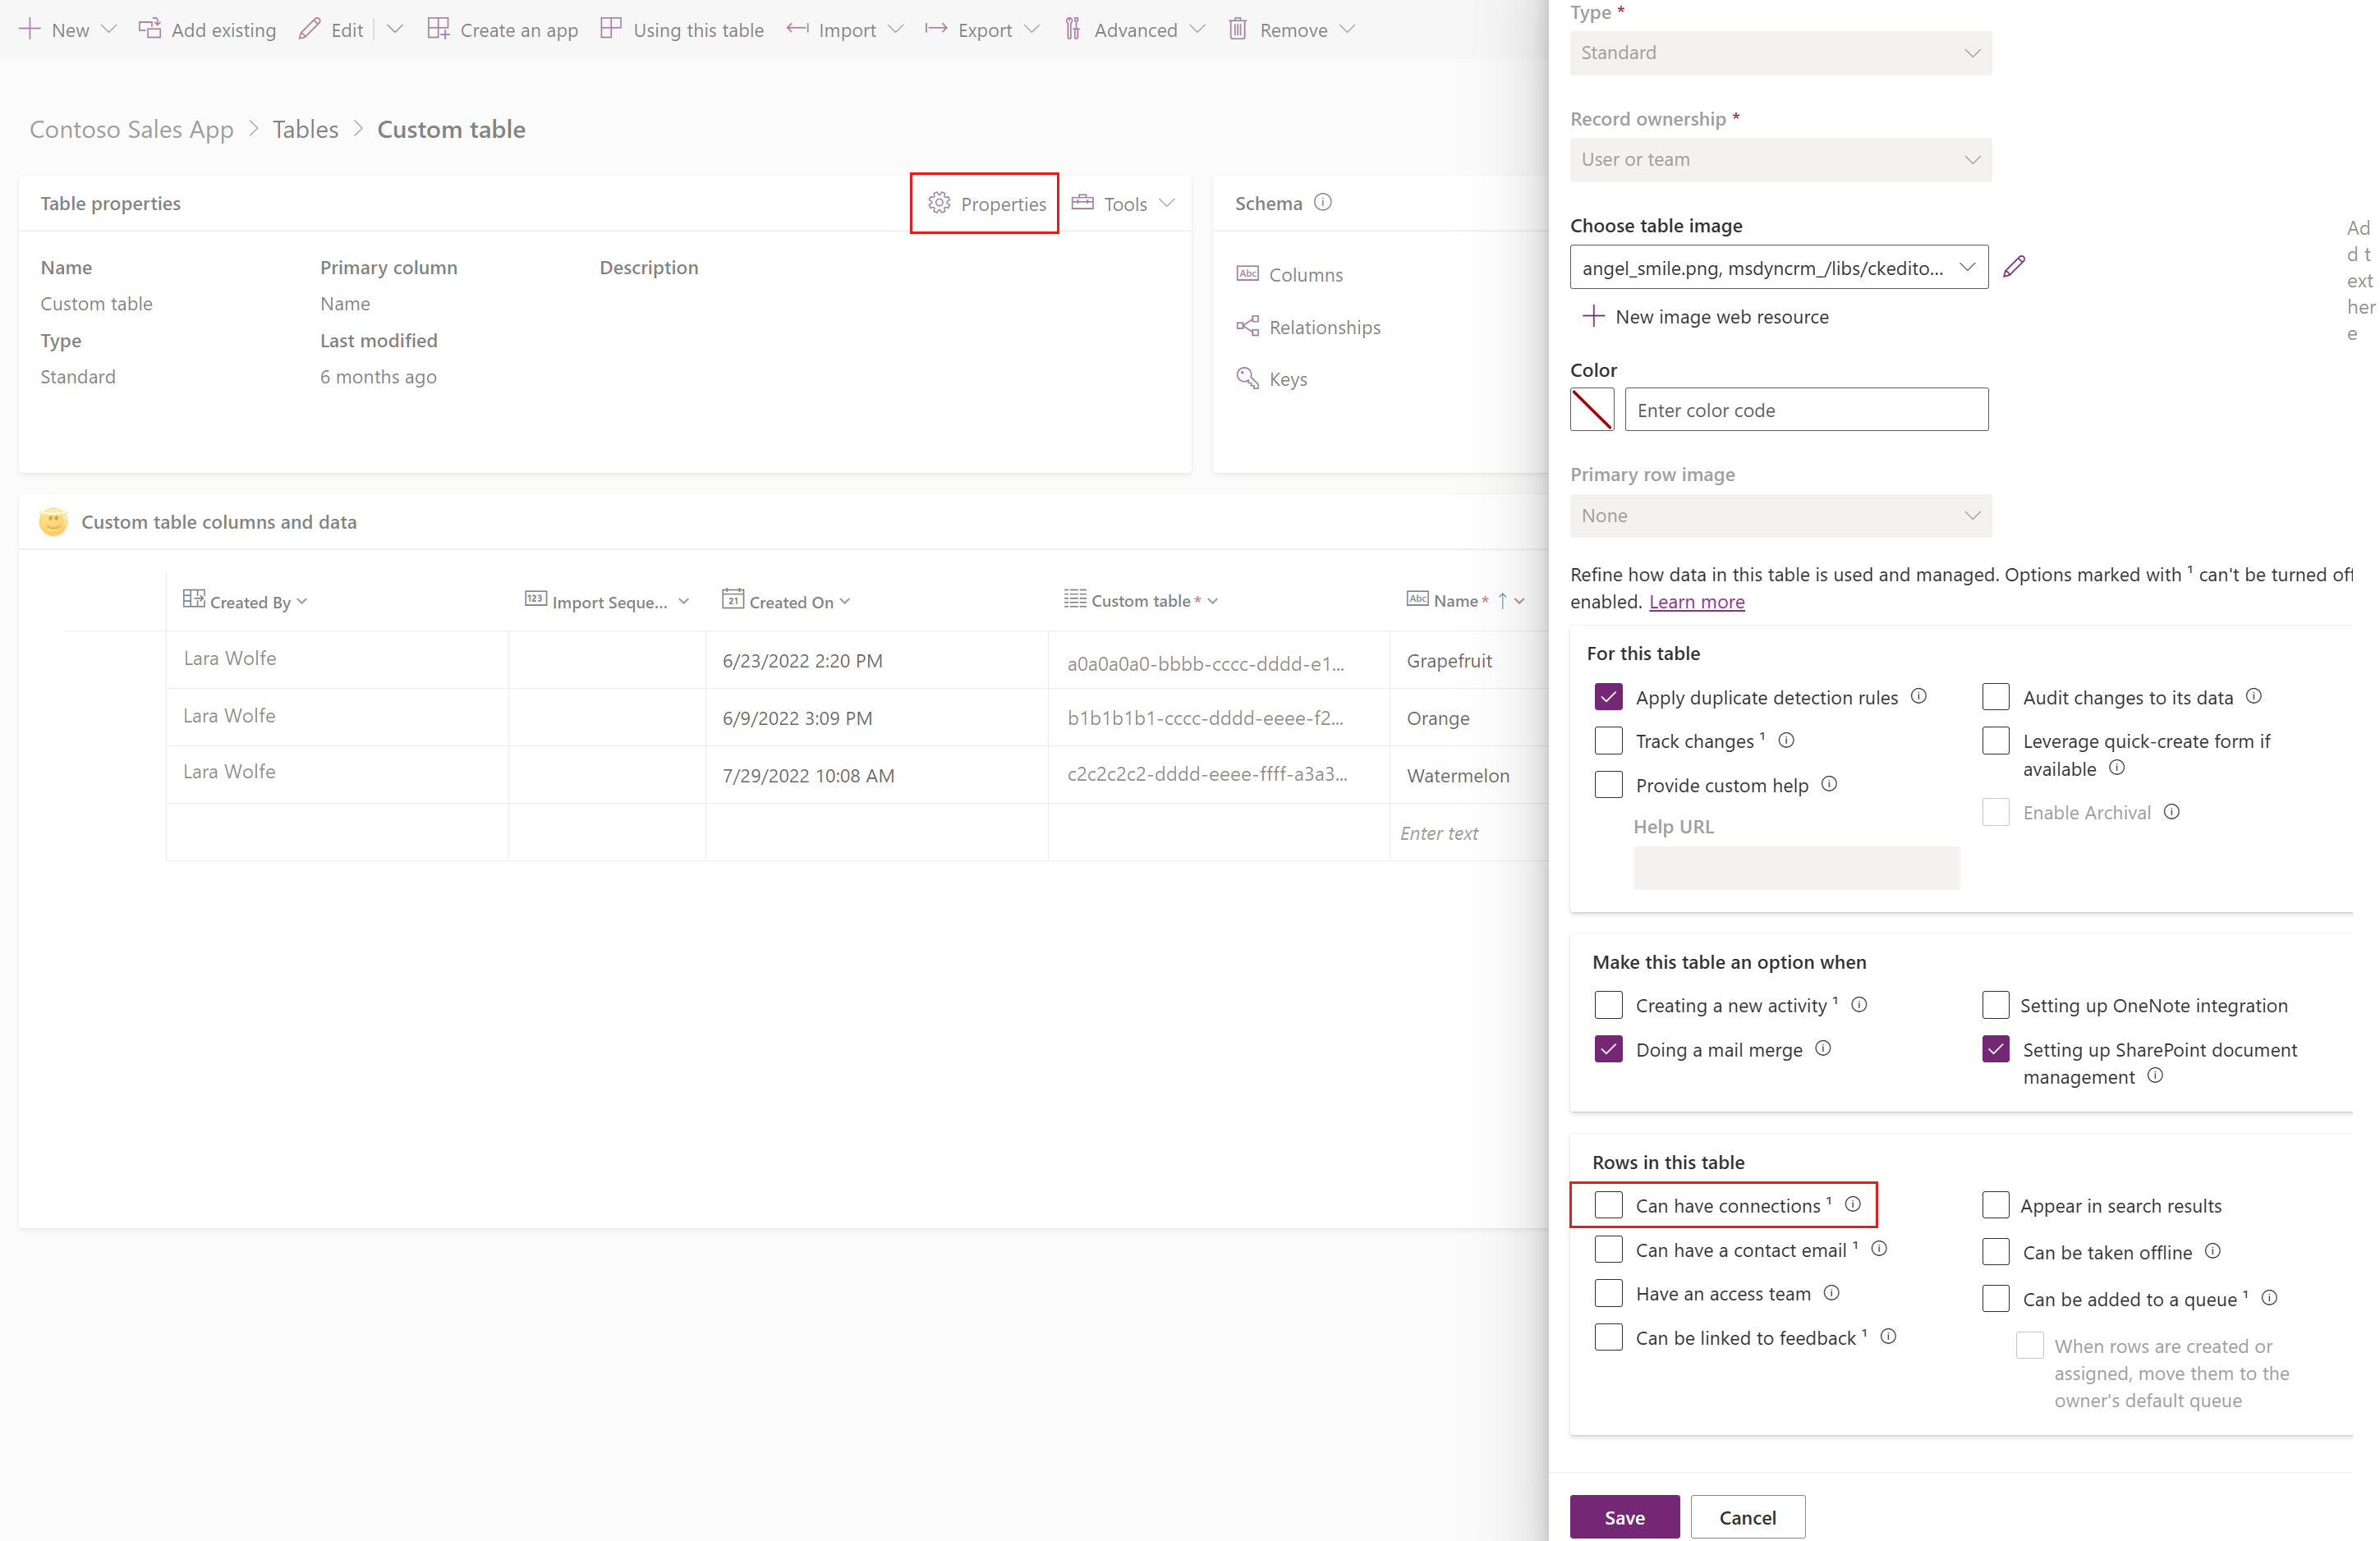 New
Add existing
Edit
Create an app
Using this table
Import
Export
Advanced
Remove
Contoso Sales App > Tables > Custom table
Table properties
Properties
Tools
Name
Primary column
Description
Custom table
Name
Type
Last modified
Standard
6 months ago
Schema
Abc Columns
Relationships
Keys
Custom table columns and data
Created By
123 Import Seque...
21 Created On
Custom table *
Abc Name * ↑
Lara Wolfe
6/23/2022 2:20 PM
a0a0a0a0-bbbb-cccc-dddd-e1...
Grapefruit
Lara Wolfe
6/9/2022 3:09 PM
b1b1b1b1-cccc-dddd-eeee-f2...
Orange
Lara Wolfe
7/29/2022 10:08 AM
c2c2c2c2-dddd-eeee-ffff-a3a3...
Watermelon
Enter text
Type *
Standard
Record ownership *
User or team
Choose table image
angel_smile.png, msdyncrm_/libs/ckedito...
New image web resource
Ad
d t
ext
her
e
Color
Enter color code
Primary row image
None
Refine how data in this table is used and managed. Options marked with ¹ can't be turned off
enabled. Learn more
For this table
Apply duplicate detection rules
Track changes ¹
Provide custom help
Help URL
Audit changes to its data
Leverage quick-create form if
available
Enable Archival
Make this table an option when
Creating a new activity ¹
Doing a mail merge
Setting up OneNote integration
Setting up SharePoint document
management
Rows in this table
Can have connections ¹
Can have a contact email ¹
Have an access team
Can be linked to feedback ¹
Appear in search results
Can be taken offline
Can be added to a queue ¹
When rows are created or
assigned, move them to the
owner's default queue
Save
Cancel